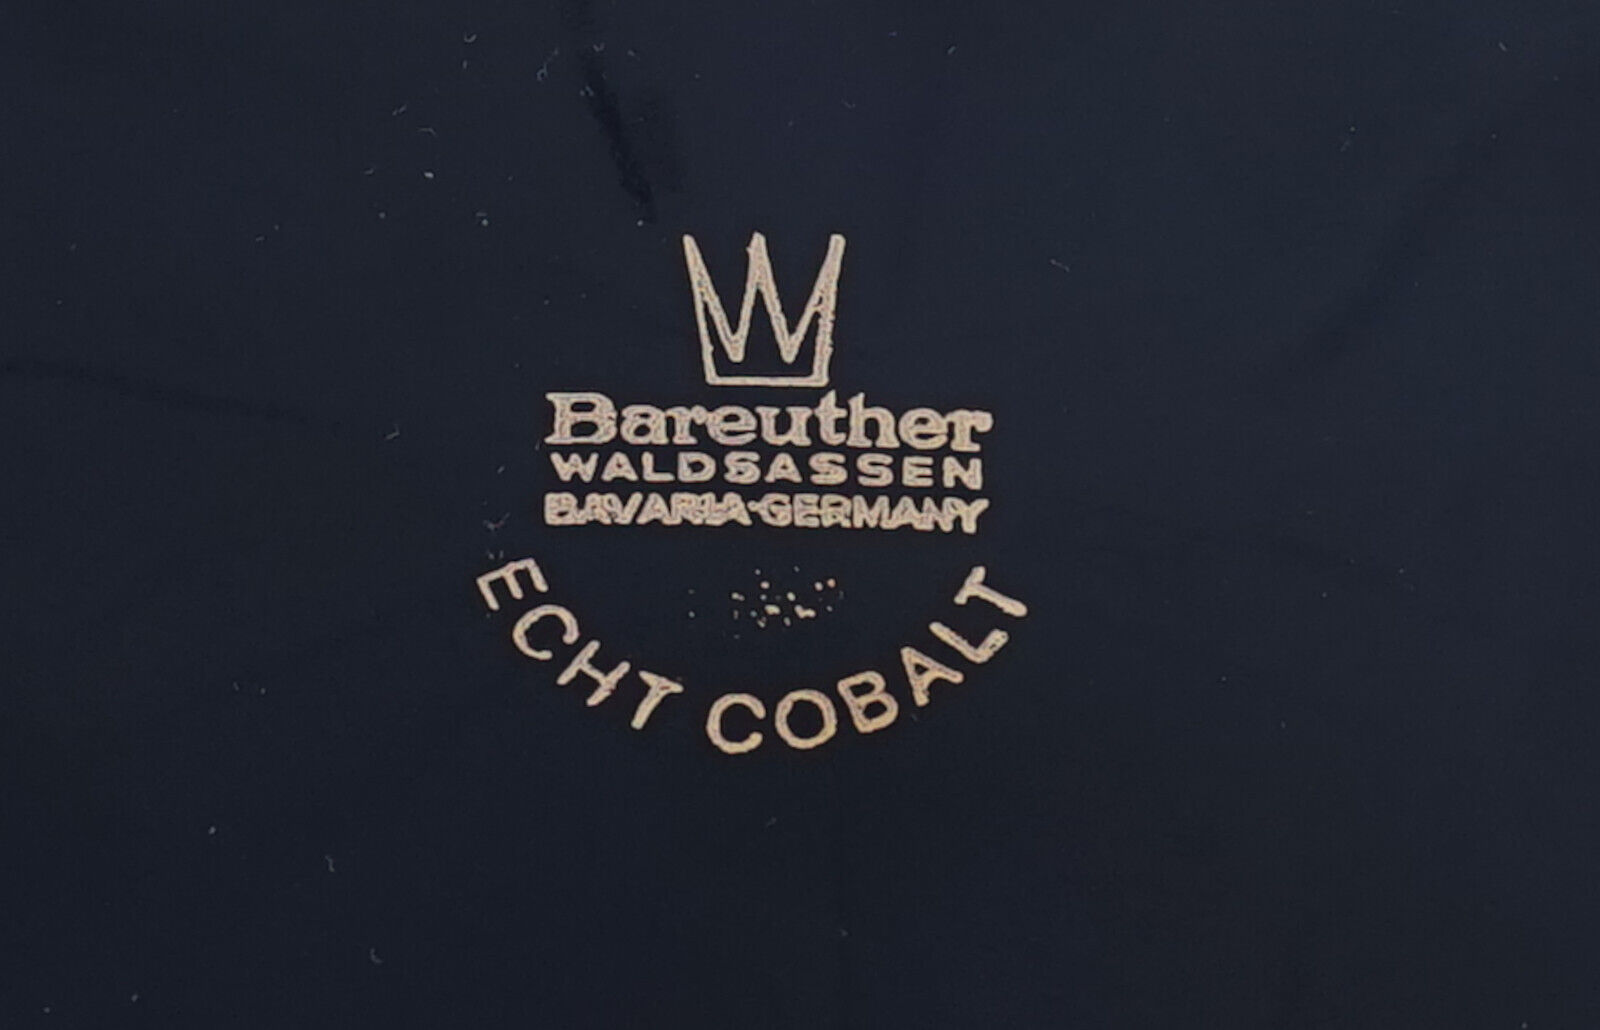 Bareuther
WALDSASSEN
BAVARIA·GERMANY
ECHT COBALT